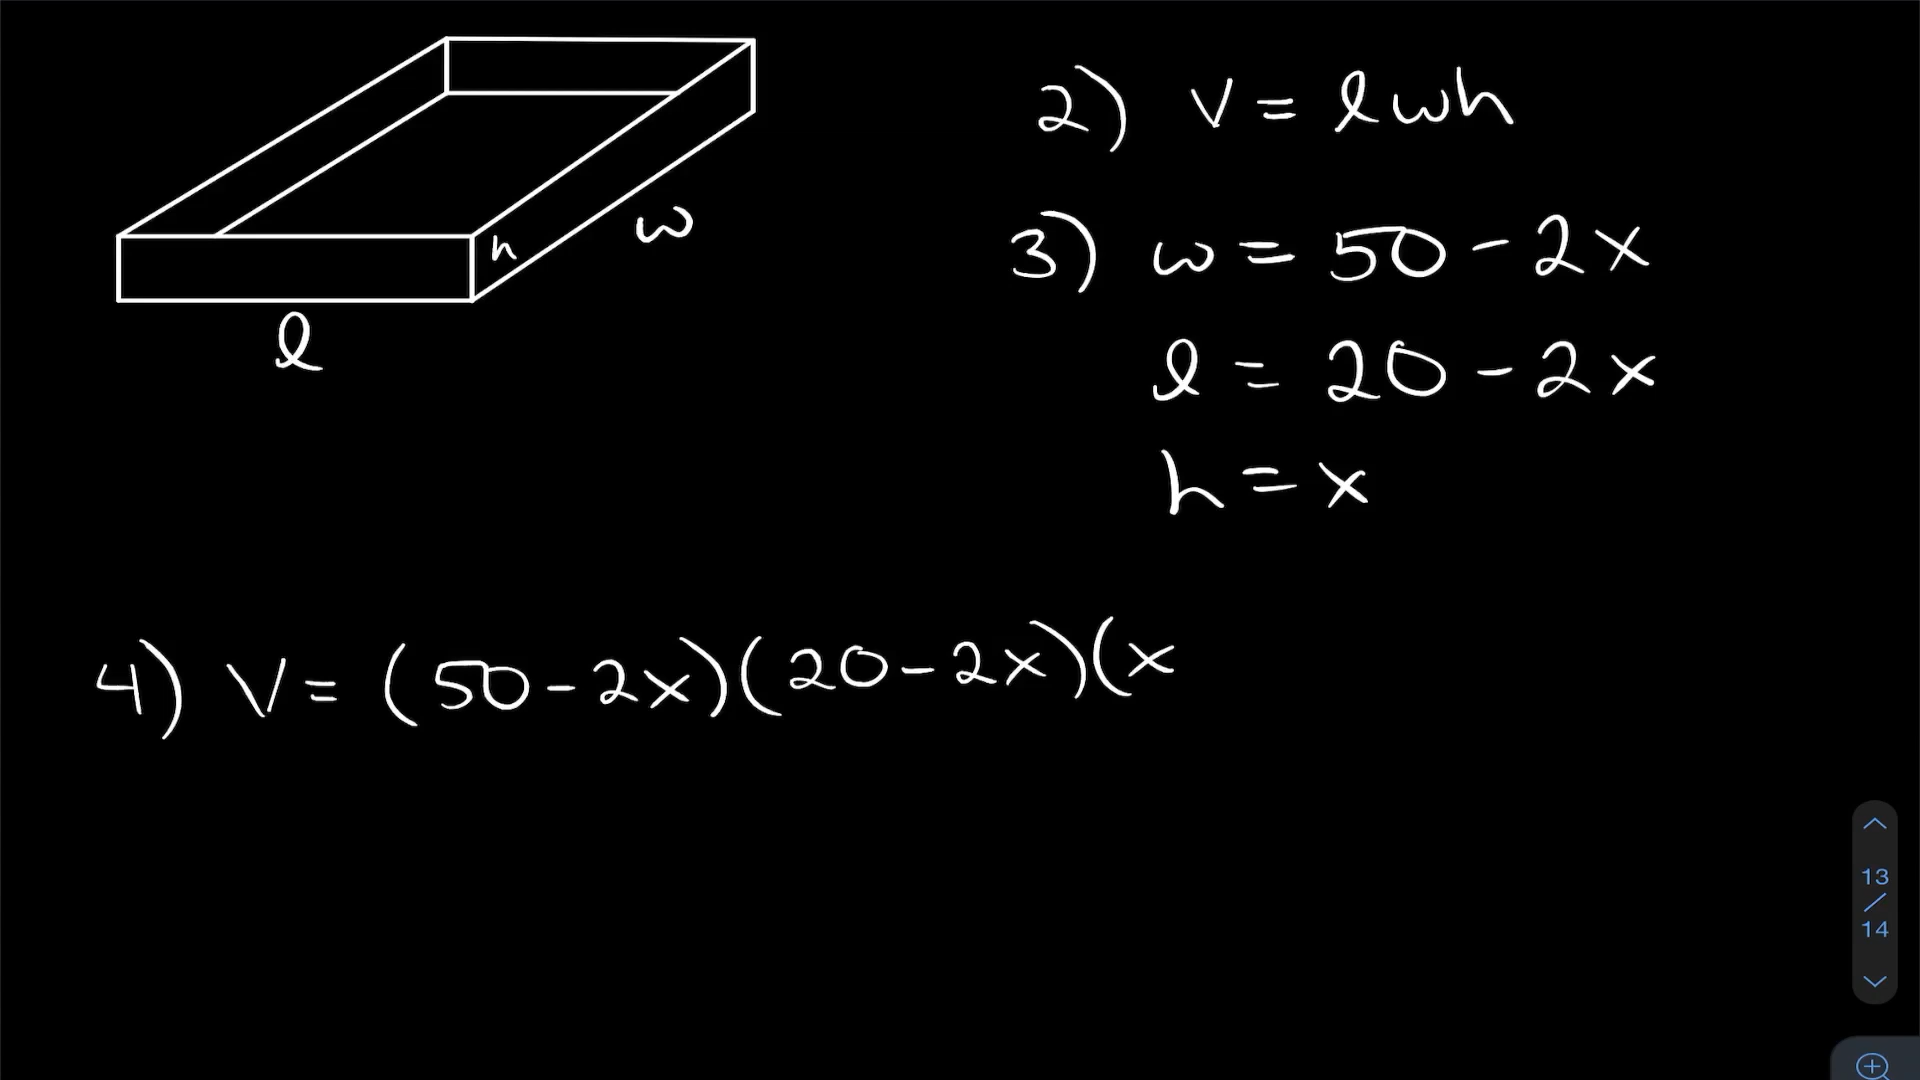 2) V = lwh
3) w = 50 - 2x
l = 20 - 2x
h = x
h
w
l
4) V = (50 - 2x)(20 - 2x)(x
13
/
14